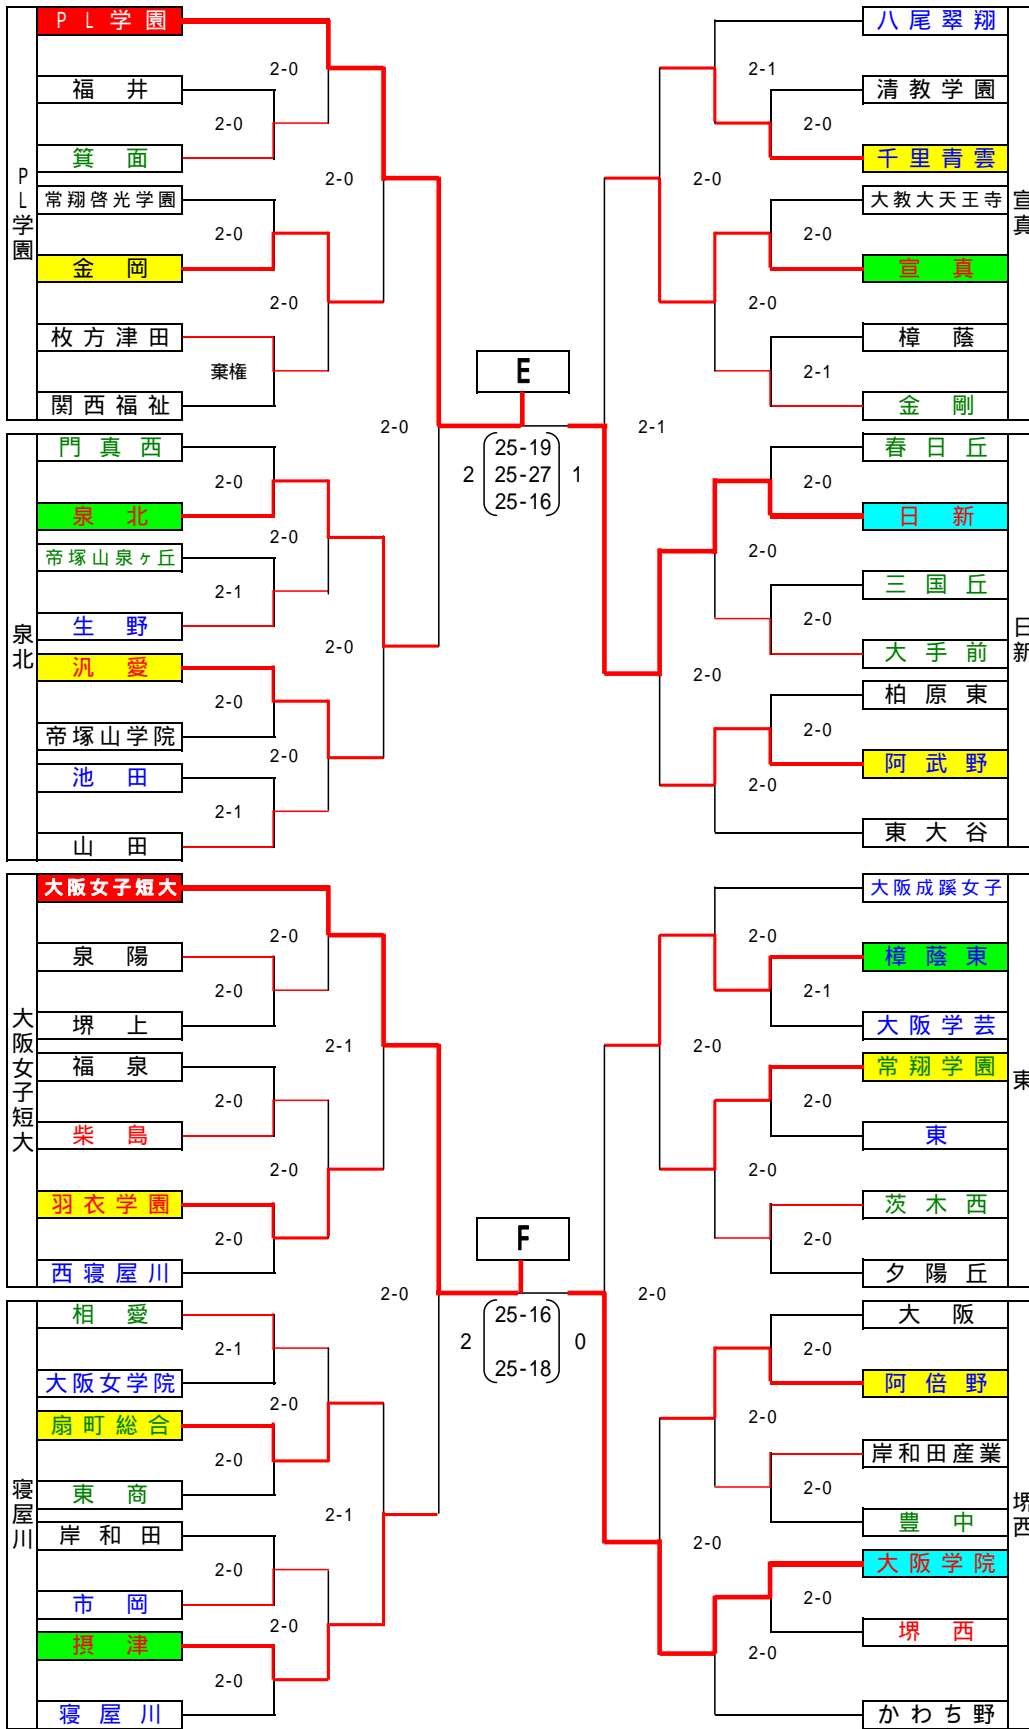 PL学園
PL学園
福井
箕面
常翔啓光学園
金岡
枚方津田
関西福祉
2-0
2-0
2-0
2-0
2-0
棄権
2-0
泉北
門真西
泉北
帝塚山泉ヶ丘
生野
汎愛
帝塚山学院
池田
山田
2-0
2-0
2-1
2-0
2-0
2-0
2-1
E
2
25-19
25-27
25-16
1
宣真
八尾翠翔
清教学園
千里青雲
大教大天王寺
宣真
樟蔭
金剛
2-1
2-0
2-0
2-0
2-0
2-1
2-1
日新
春日丘
日新
三国丘
大手前
柏原東
阿武野
東大谷
2-0
2-0
2-0
2-0
2-0
2-0
大阪女子短大
大阪女子短大
泉陽
堺上
福泉
柴島
羽衣学園
西寝屋川
2-0
2-0
2-1
2-0
2-0
2-0
2-0
寝屋川
相愛
大阪女学院
扇町総合
東商
岸和田
市岡
摂津
寝屋川
2-1
2-0
2-0
2-1
2-0
2-0
2-0
F
2
25-16
25-18
0
東
大阪成蹊女子
樟蔭東
大阪学芸
常翔学園
東
茨木西
夕陽丘
2-0
2-1
2-0
2-0
2-0
2-0
2-0
堺西
大阪
阿倍野
岸和田産業
豊中
大阪学院
堺西
かわち野
2-0
2-0
2-0
2-0
2-0
2-0